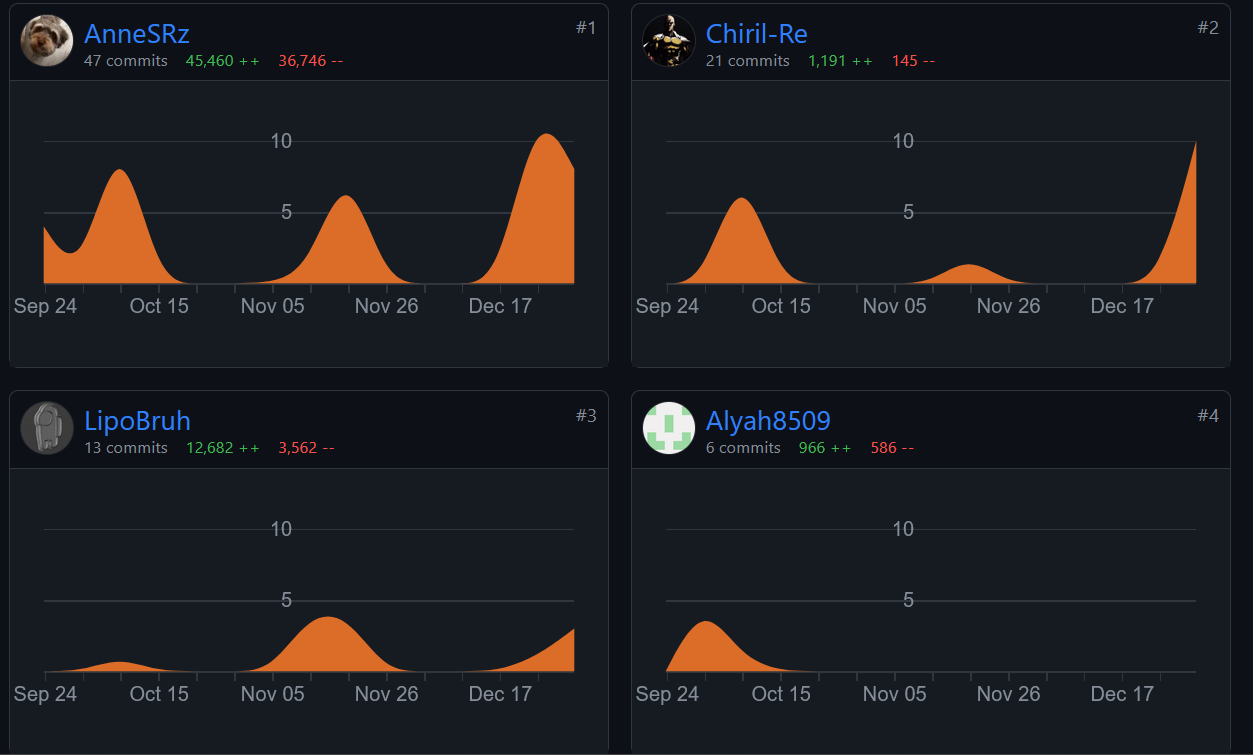 AnneSRz #1
47 commits 45,460 ++ 36,746 --
10
5
Sep 24 Oct 15 Nov 05 Nov 26 Dec 17
Chiril-Re #2
21 commits 1,191 ++ 145 --
10
5
Sep 24 Oct 15 Nov 05 Nov 26 Dec 17
LipoBruh #3
13 commits 12,682 ++ 3,562 --
10
5
Sep 24 Oct 15 Nov 05 Nov 26 Dec 17
Alyah8509 #4
6 commits 966 ++ 586 --
10
5
Sep 24 Oct 15 Nov 05 Nov 26 Dec 17